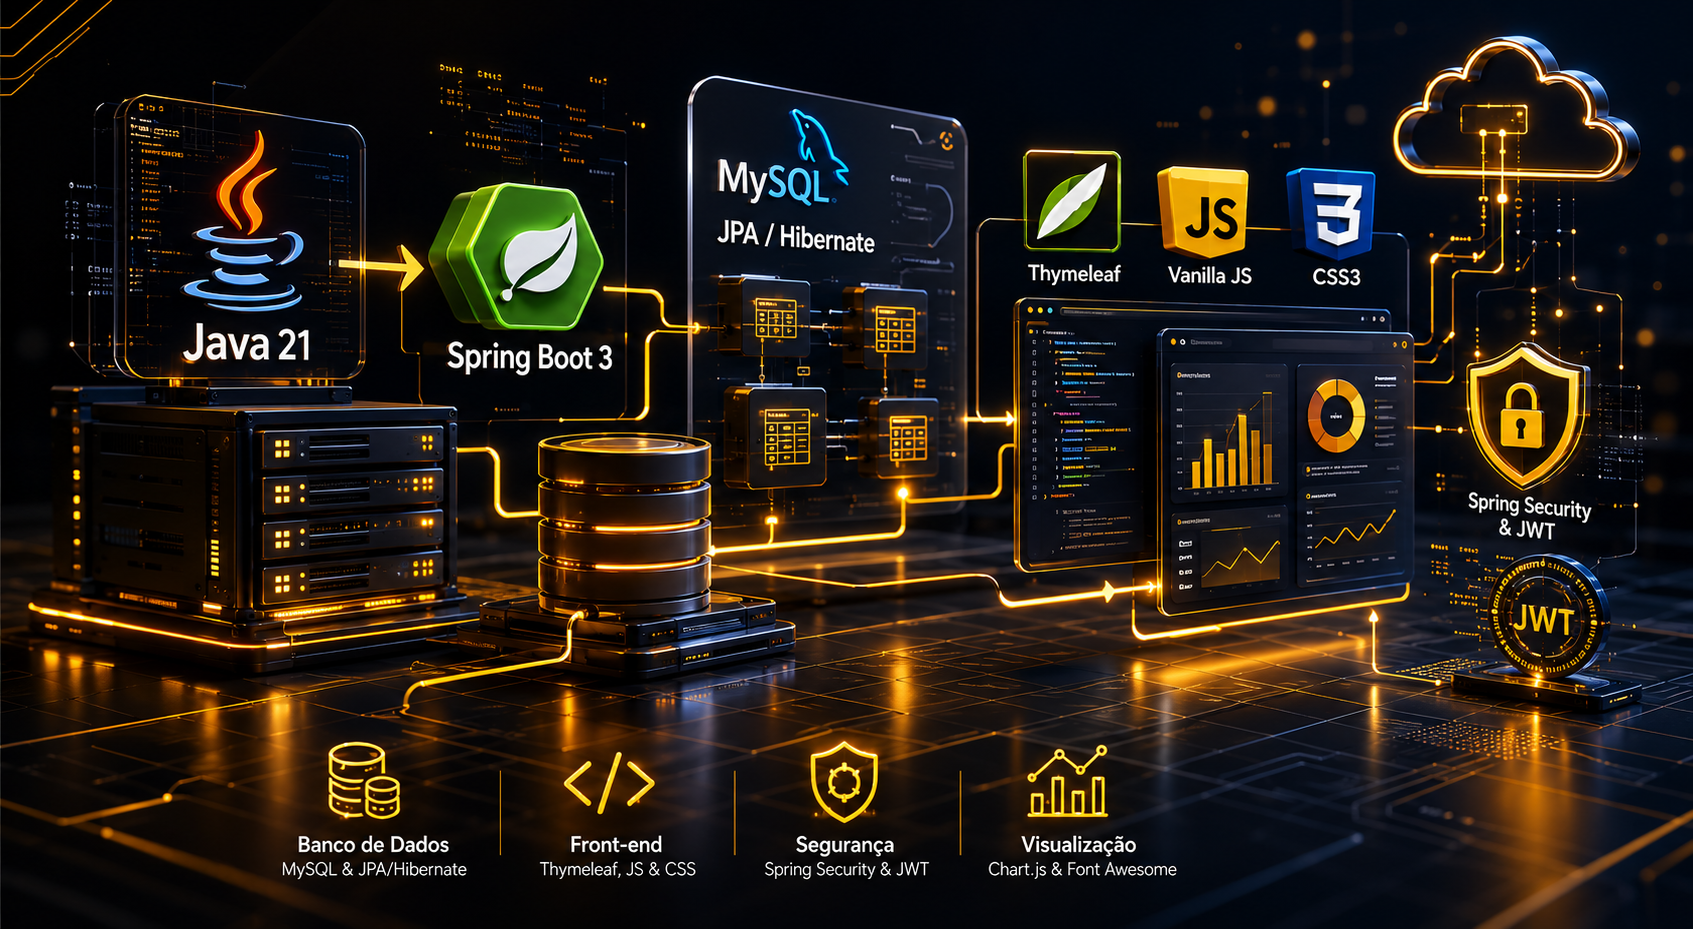 Java 21
Spring Boot 3
MySQL
JPA / Hibernate
Thymeleaf
JS
Vanilla JS
3
CSS3
Spring Security
& JWT
JWT
Banco de Dados
MySQL & JPA/Hibernate
Front-end
Thymeleaf, JS & CSS
Segurança
Spring Security & JWT
Visualização
Chart.js & Font Awesome